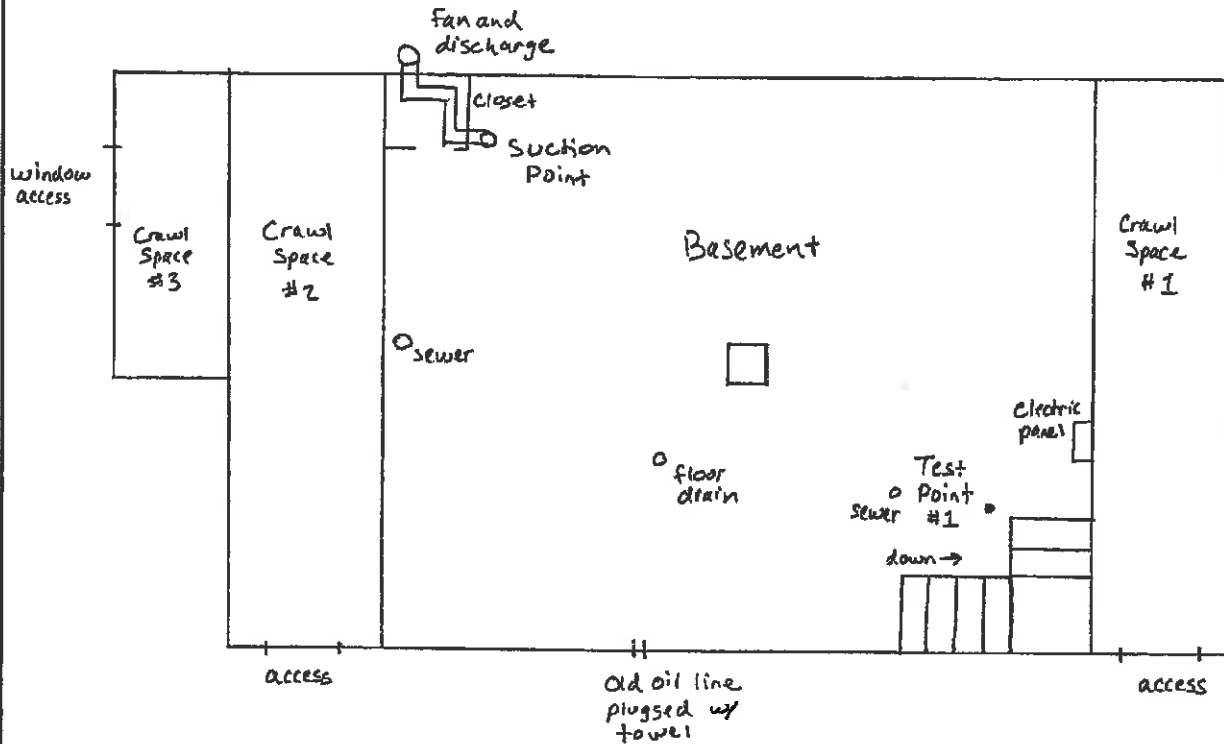 Fan and
discharge
closet
Suction
Point
window
access
Crawl
Space
#3
Crawl
Space
#2
Basement
Crawl
Space
#1
sewer
electric
panel
floor
drain
Test
Point
#1
sewer
down→
access
Old oil line
plugged w/
towel
access